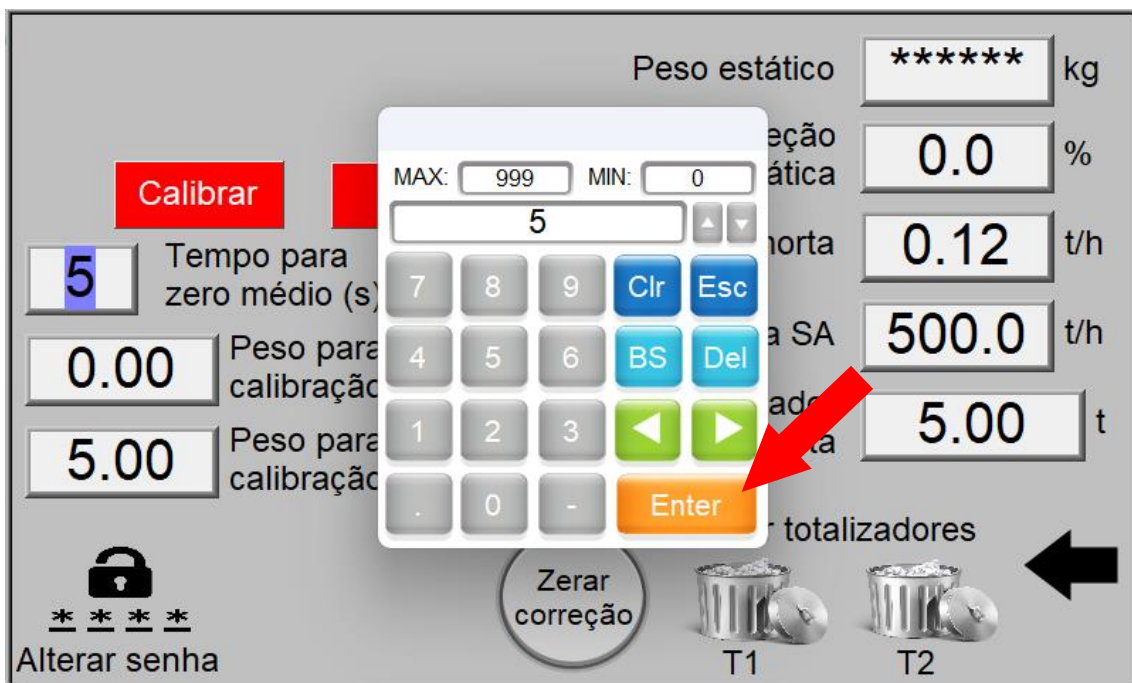 Peso estático
******
kg
eção
ática
0.0
%
Calibrar
MAX: 999 MIN: 0
5
7 8 9 Clr Esc
4 5 6 BS Del
1 2 3
. 0 - Enter
5
Tempo para
zero médio (s)
0.00
Peso para
calibração
5.00
Peso para
calibração
morta
0.12
t/h
a SA
500.0
t/h
ta
5.00
t
totalizadores
Zerar
correção
T1
T2
* * * *
Alterar senha